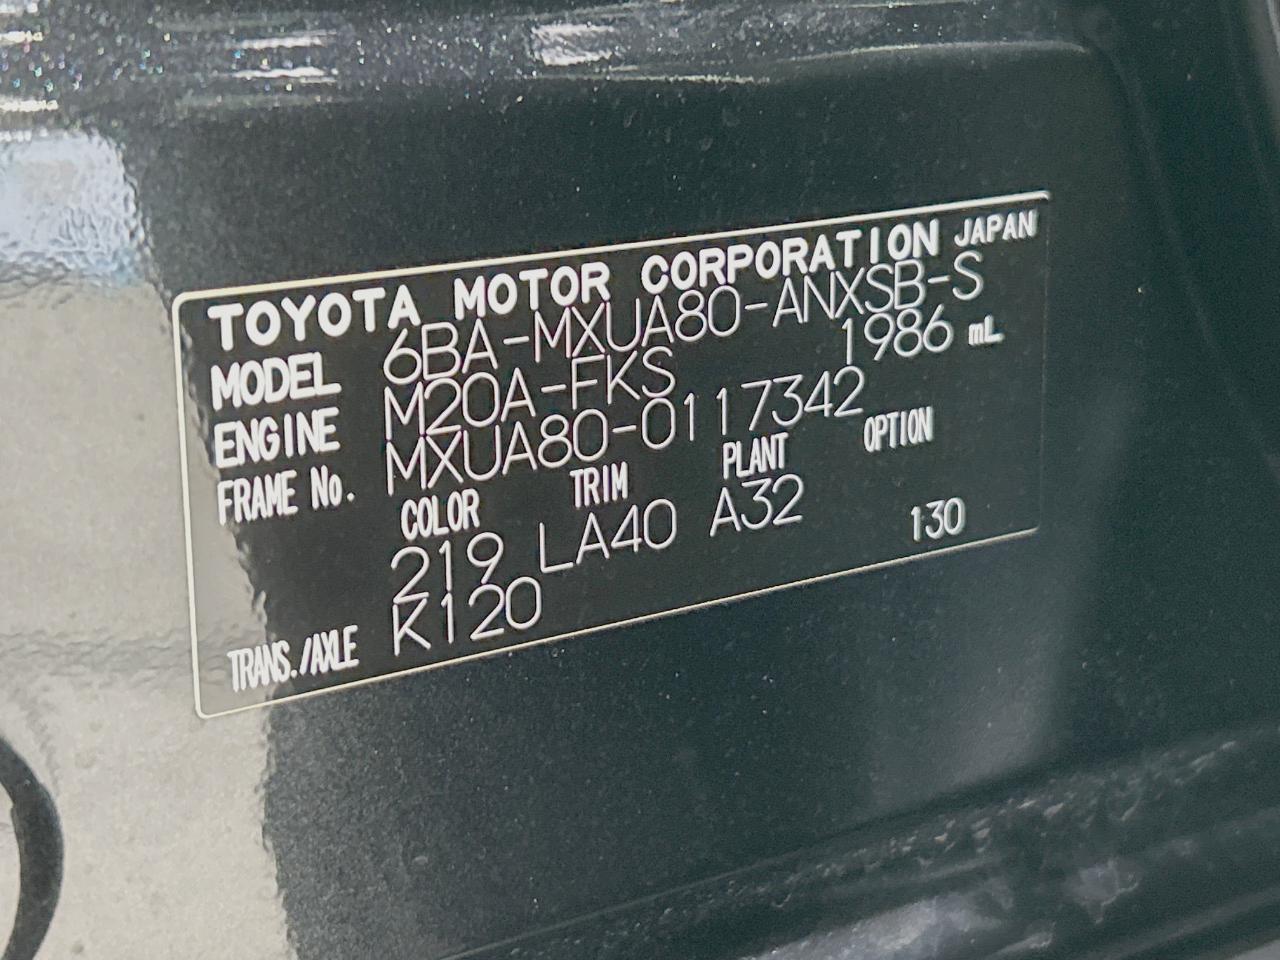 TOYOTA MOTOR CORPORATION JAPAN
MODEL 6BA-MXUA80-ANXSB-S
ENGINE M20A-FKS 1986 mL
FRAME No. MXUA80-0117342
COLOR TRIM PLANT OPTION
219 LA40 A32
TRANS./AXLE K120 130